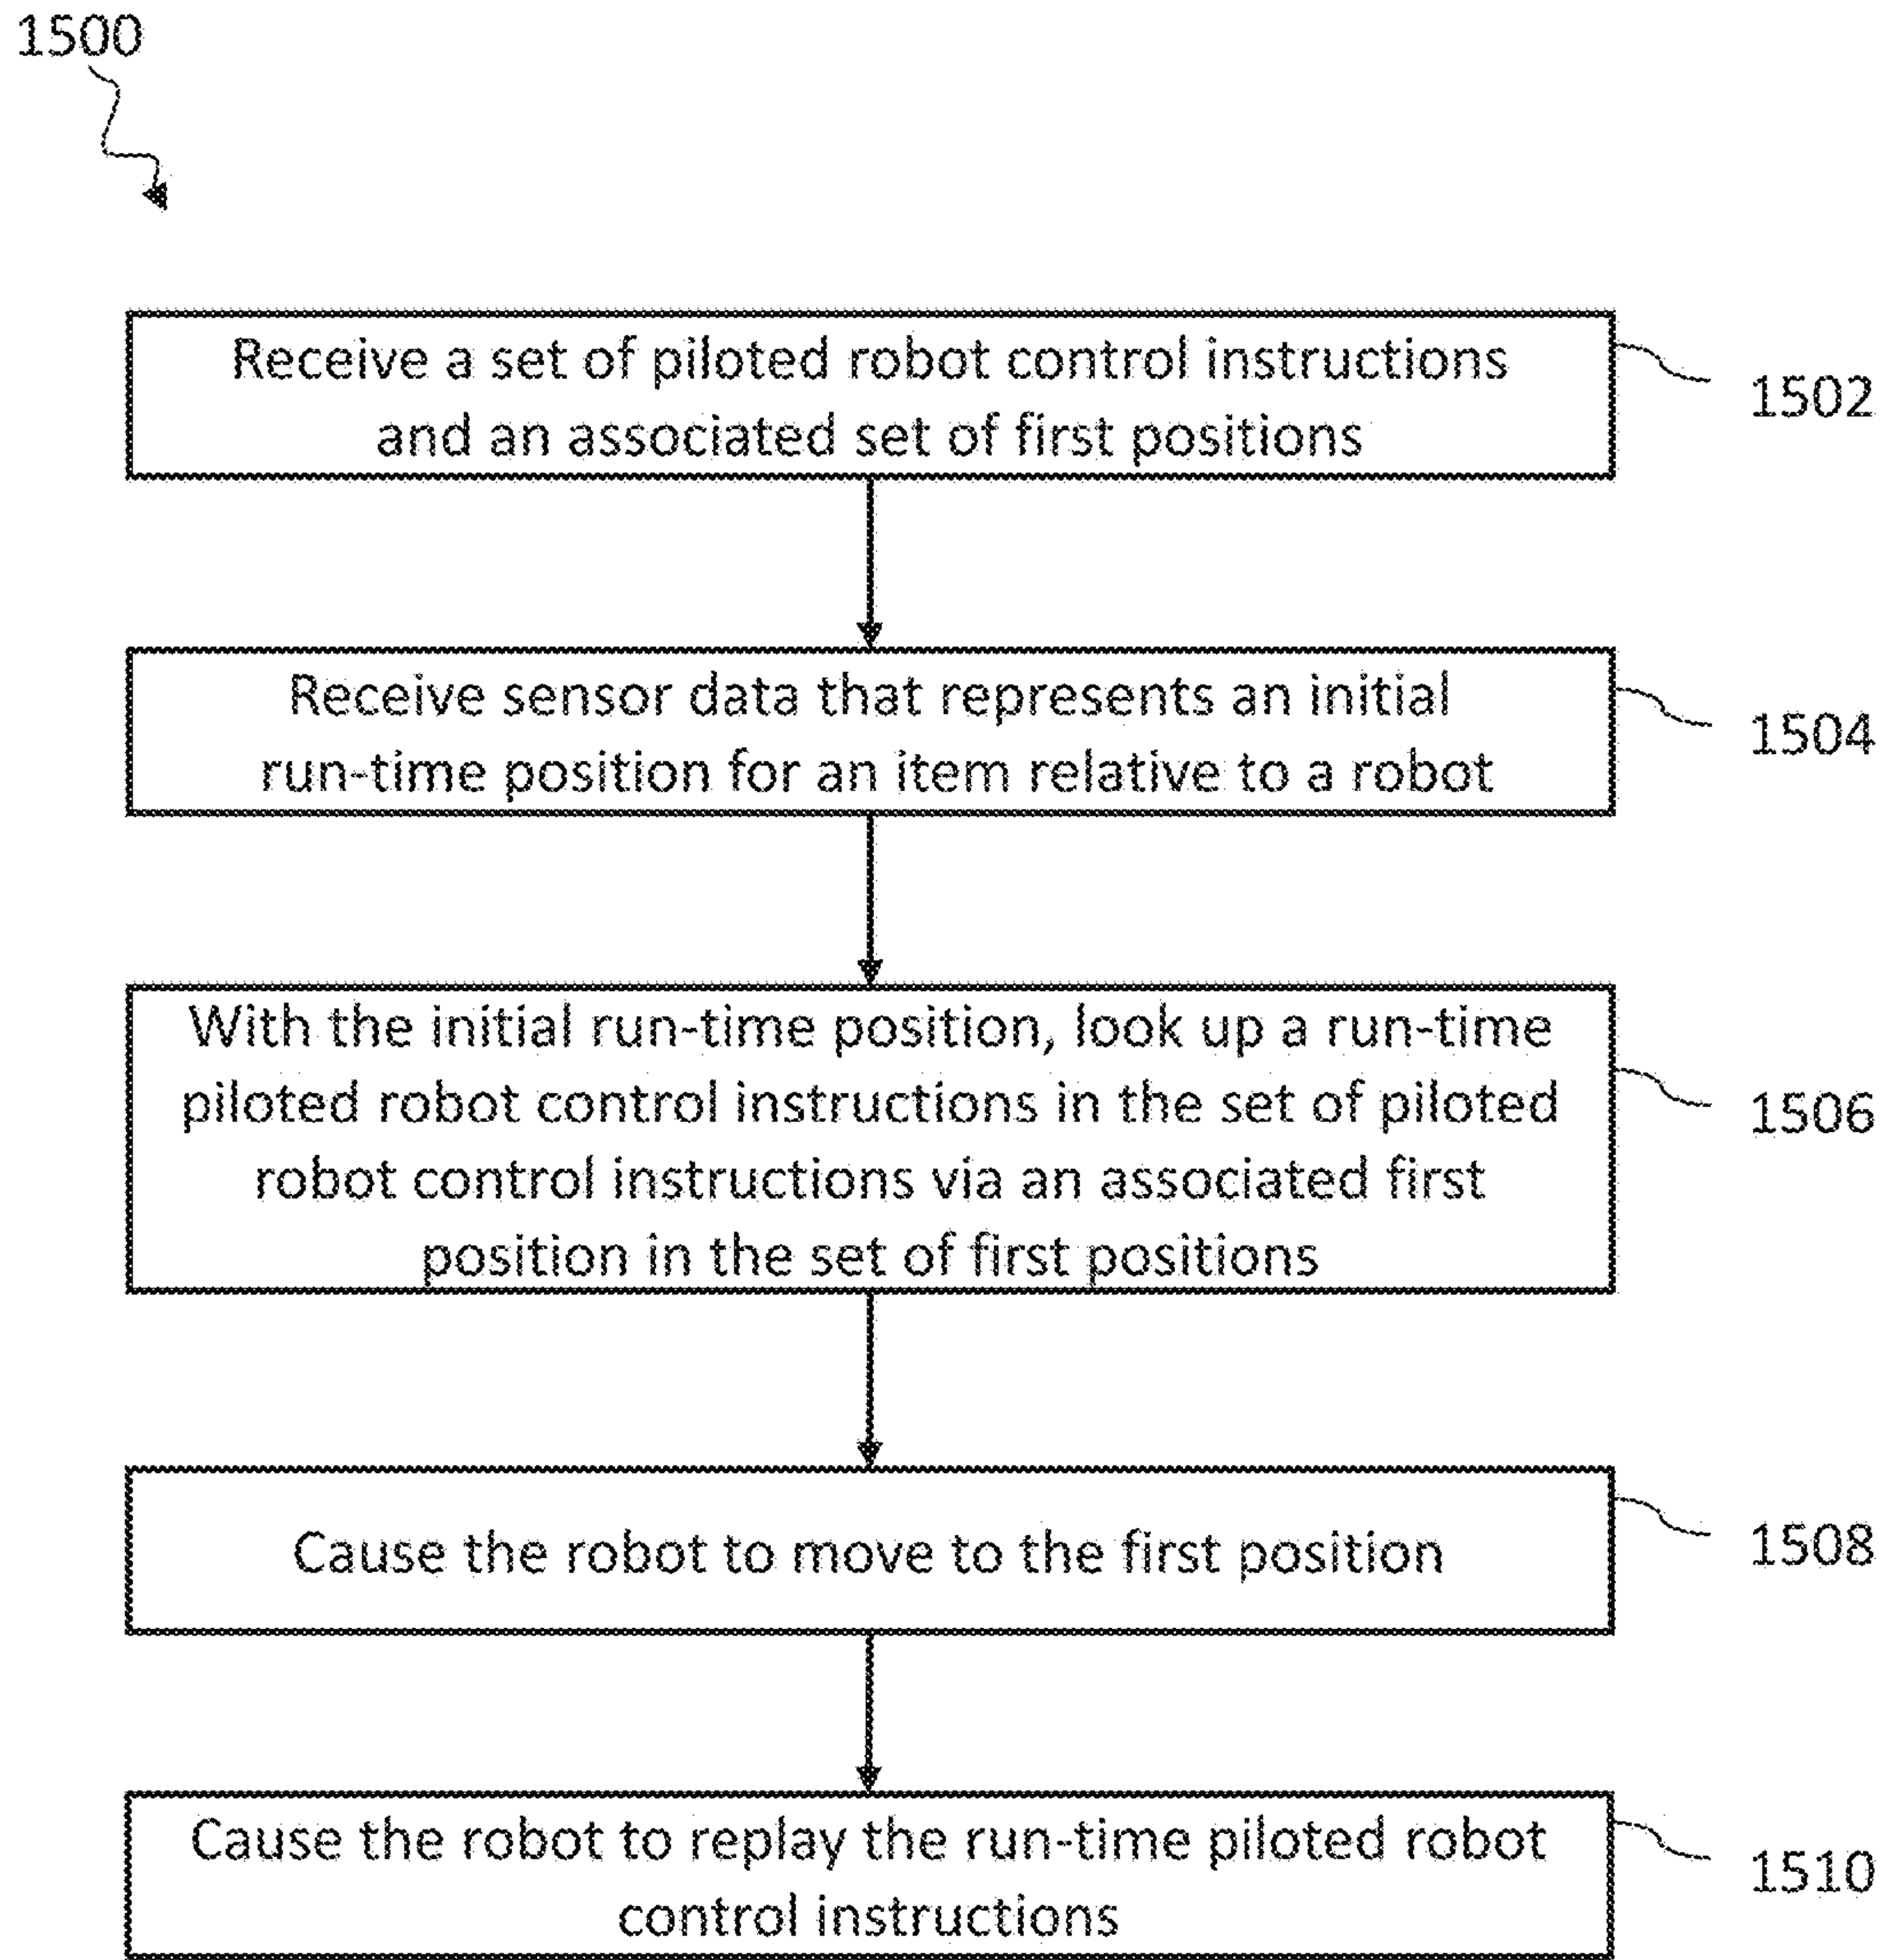 1500
Receive a set of piloted robot control instructions
and an associated set of first positions
1502
Receive sensor data that represents an initial
run-time position for an item relative to a robot
1504
With the initial run-time position, look up a run-time
piloted robot control instructions in the set of piloted
robot control instructions via an associated first
position in the set of first positions
1506
Cause the robot to move to the first position
1508
Cause the robot to replay the run-time piloted robot
control instructions
1510